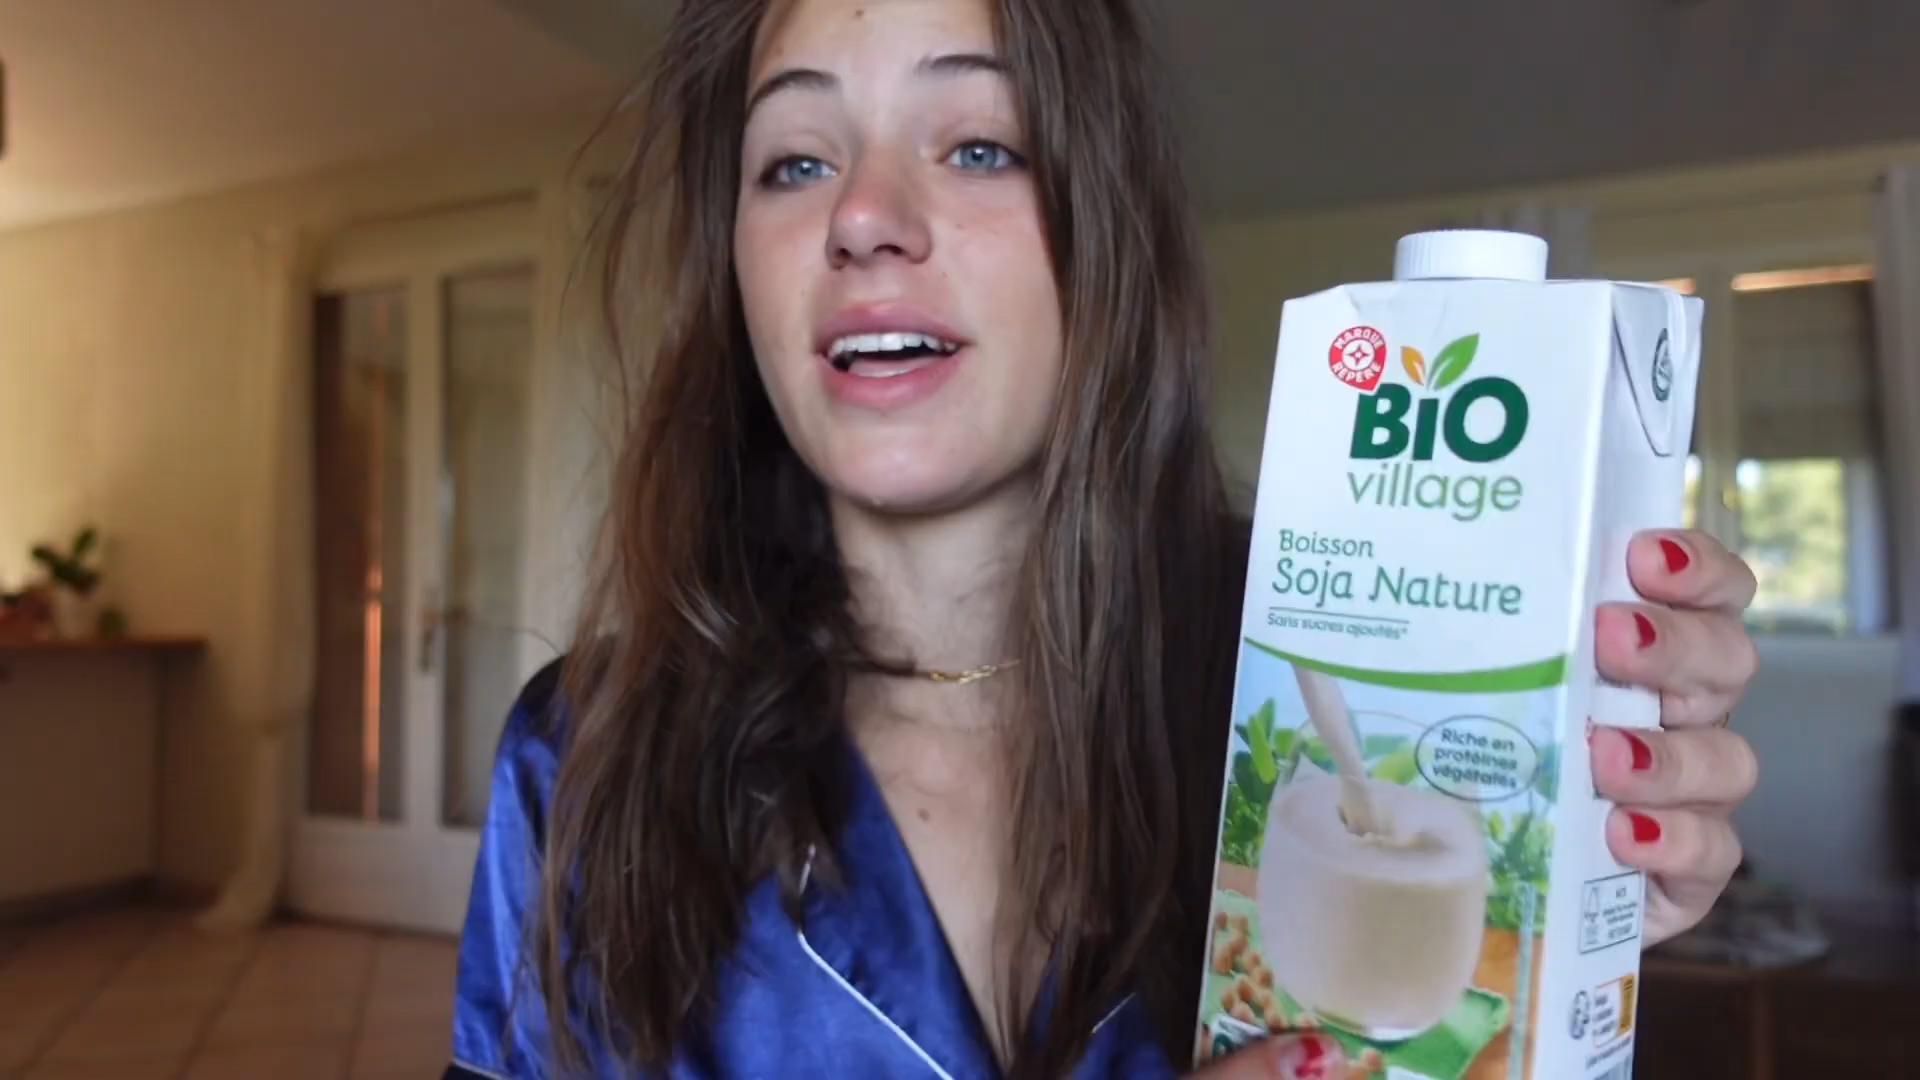 MARQUE
REPÈRE
BiO
village
Boisson
Soja Nature
Sans sucres ajoutés*
Riche en
protéines
végétales